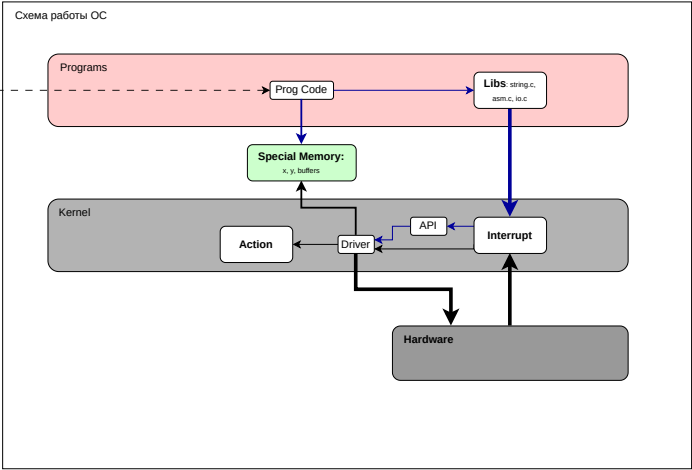 Схема работы ОС
Programs
Prog Code
Libs: string.c,
asm.c, io.c
Special Memory:
x, y, buffers
Kernel
API
Action
Driver
Interrupt
Hardware